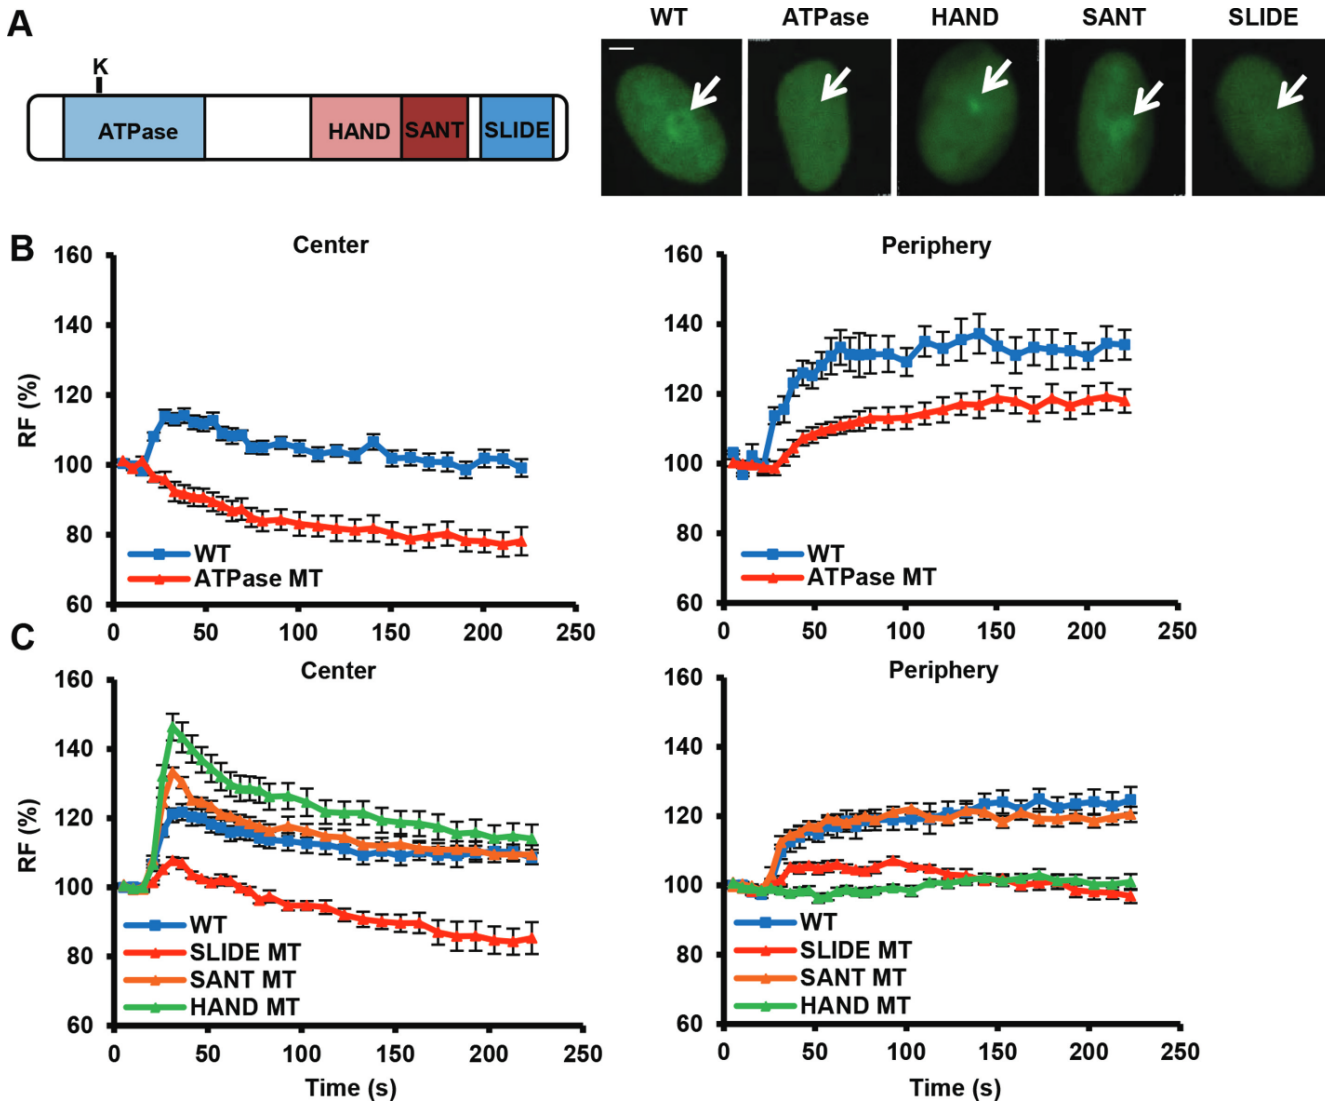 A
K
ATPase HAND SANT SLIDE
WT ATPase HAND SANT SLIDE
B
Center
160
140
120
100
80
60
RF (%)
WT
ATPase MT
0 50 100 150 200 250
Periphery
160
140
120
100
80
60
WT
ATPase MT
0 50 100 150 200 250
C
Center
160
140
120
100
80
60
RF (%)
WT
SLIDE MT
SANT MT
HAND MT
0 50 100 150 200 250
Time (s)
Periphery
160
140
120
100
80
60
WT
SLIDE MT
SANT MT
HAND MT
0 50 100 150 200 250
Time (s)